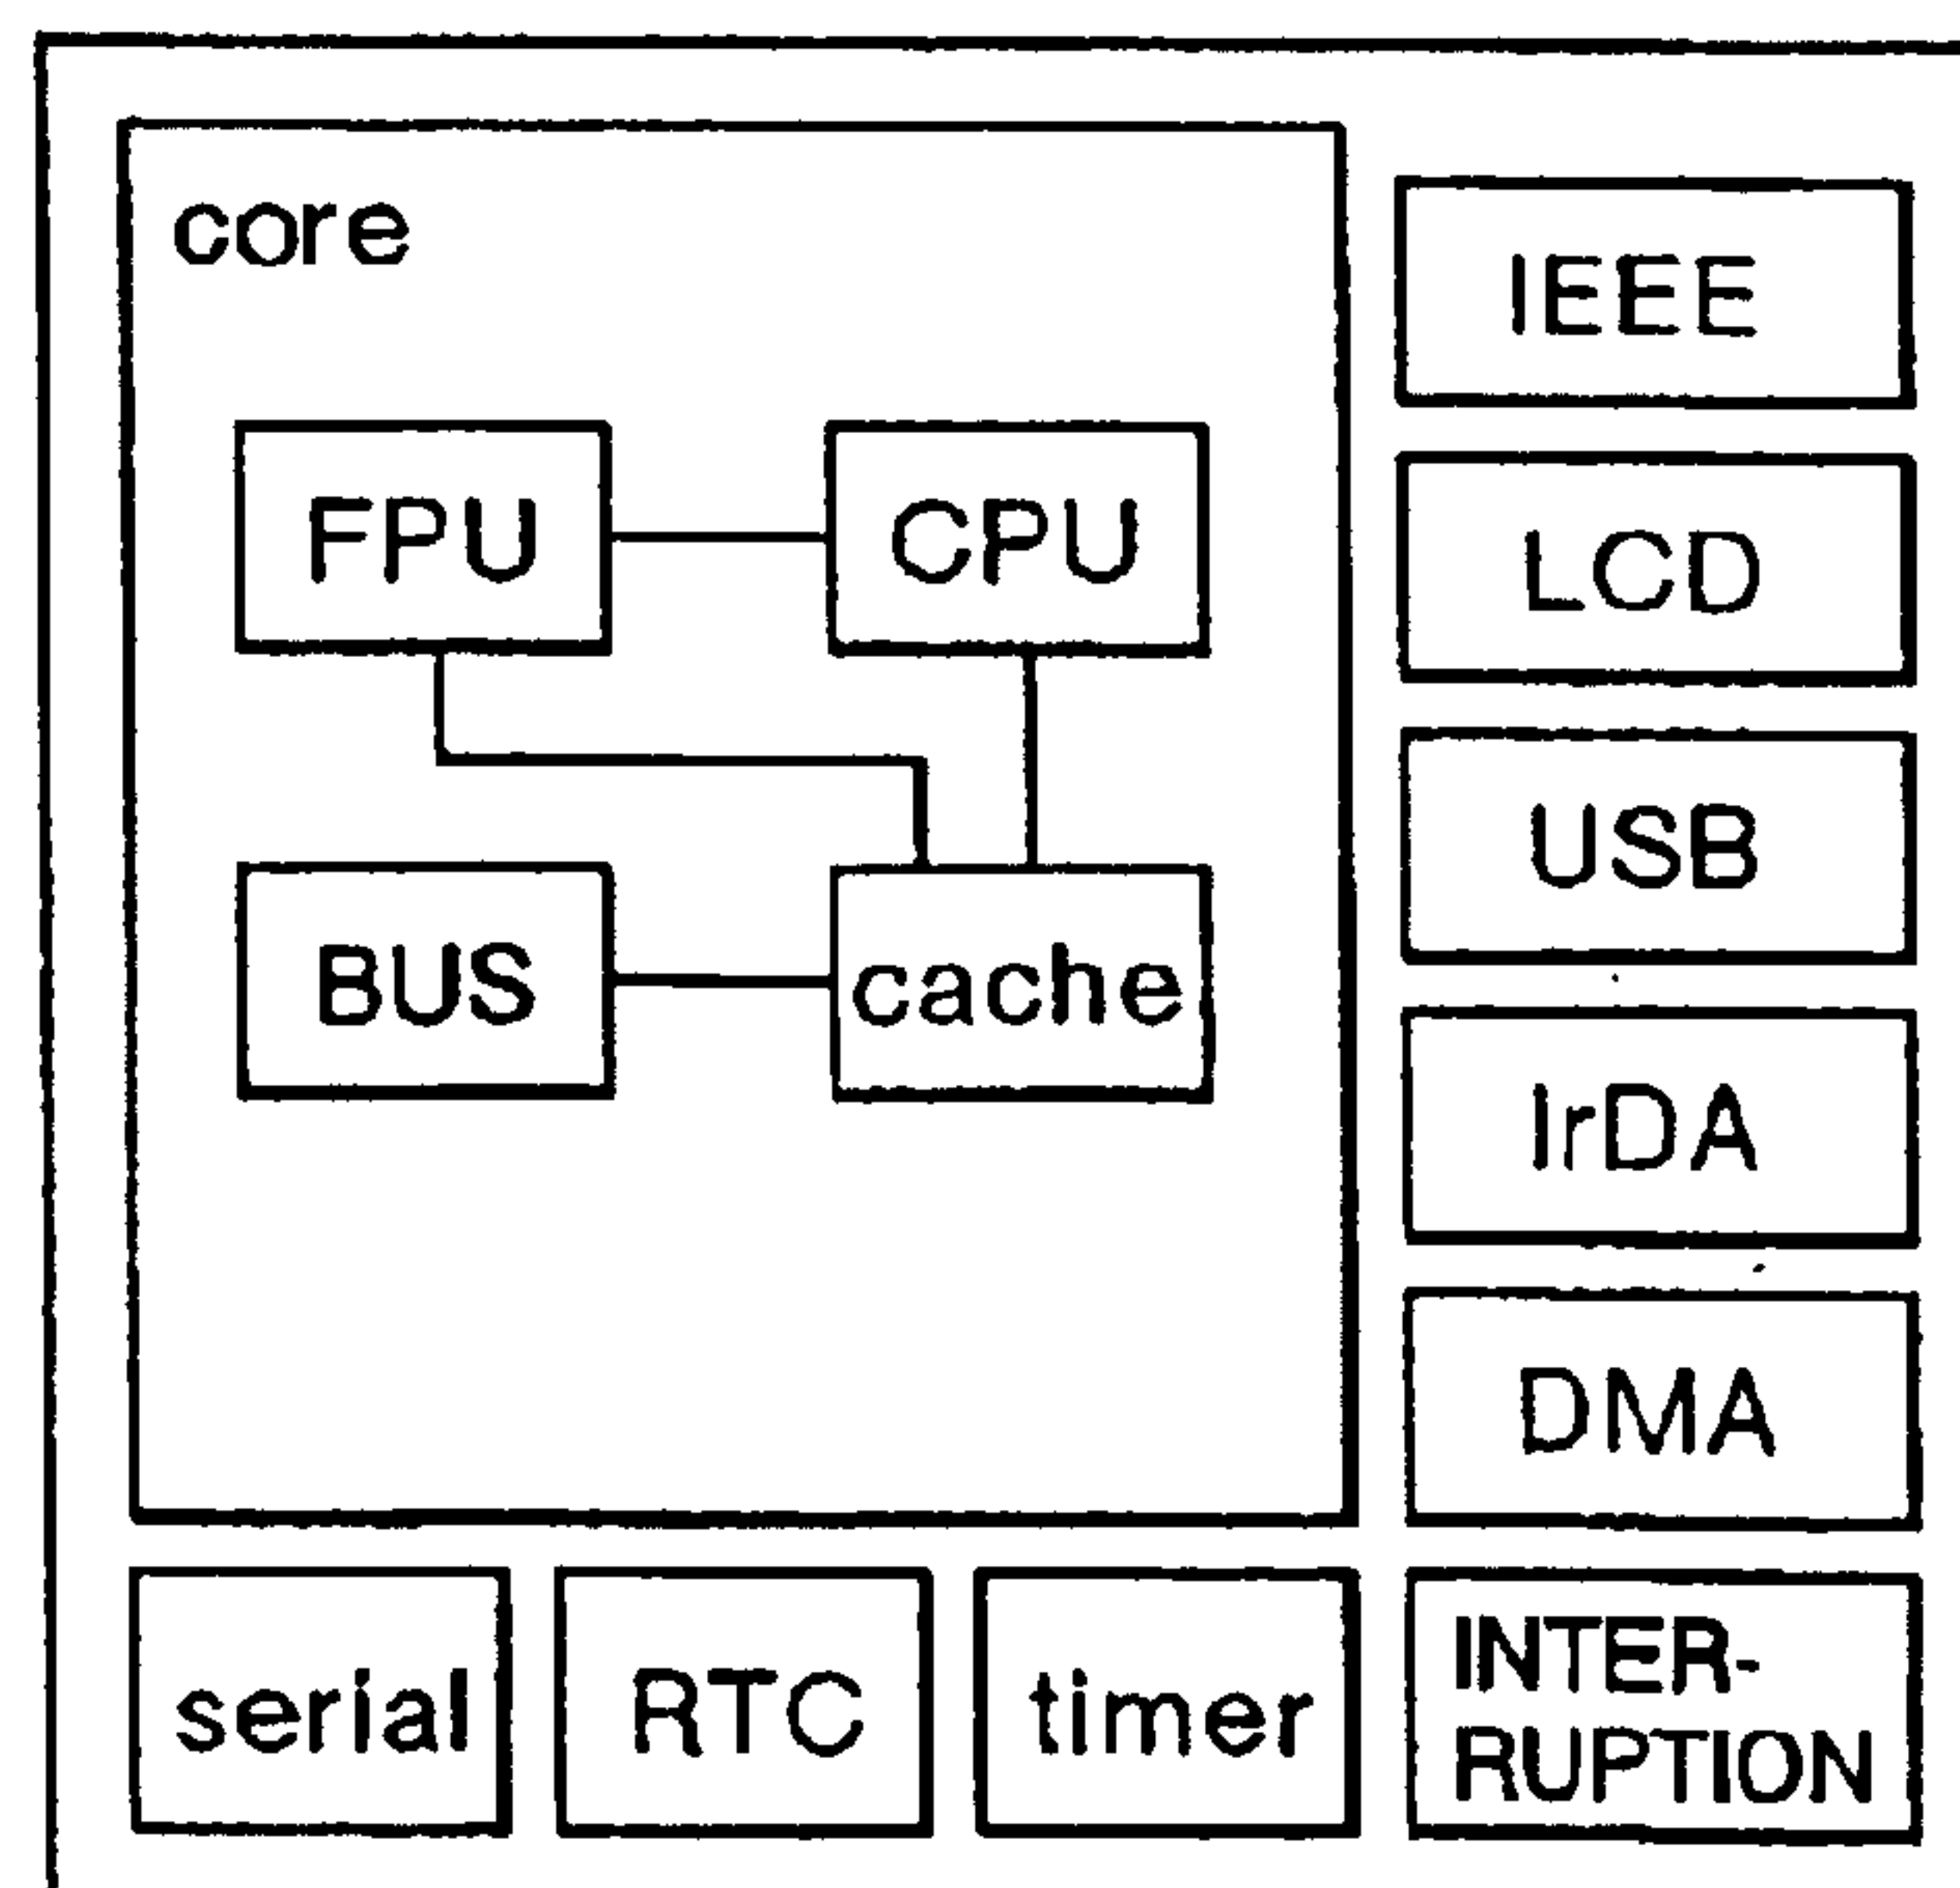 core
FPU
CPU
BUS
cache
IEEE
LCD
USB
IrDA
DMA
serial
RTC
timer
INTER-
RUPTION